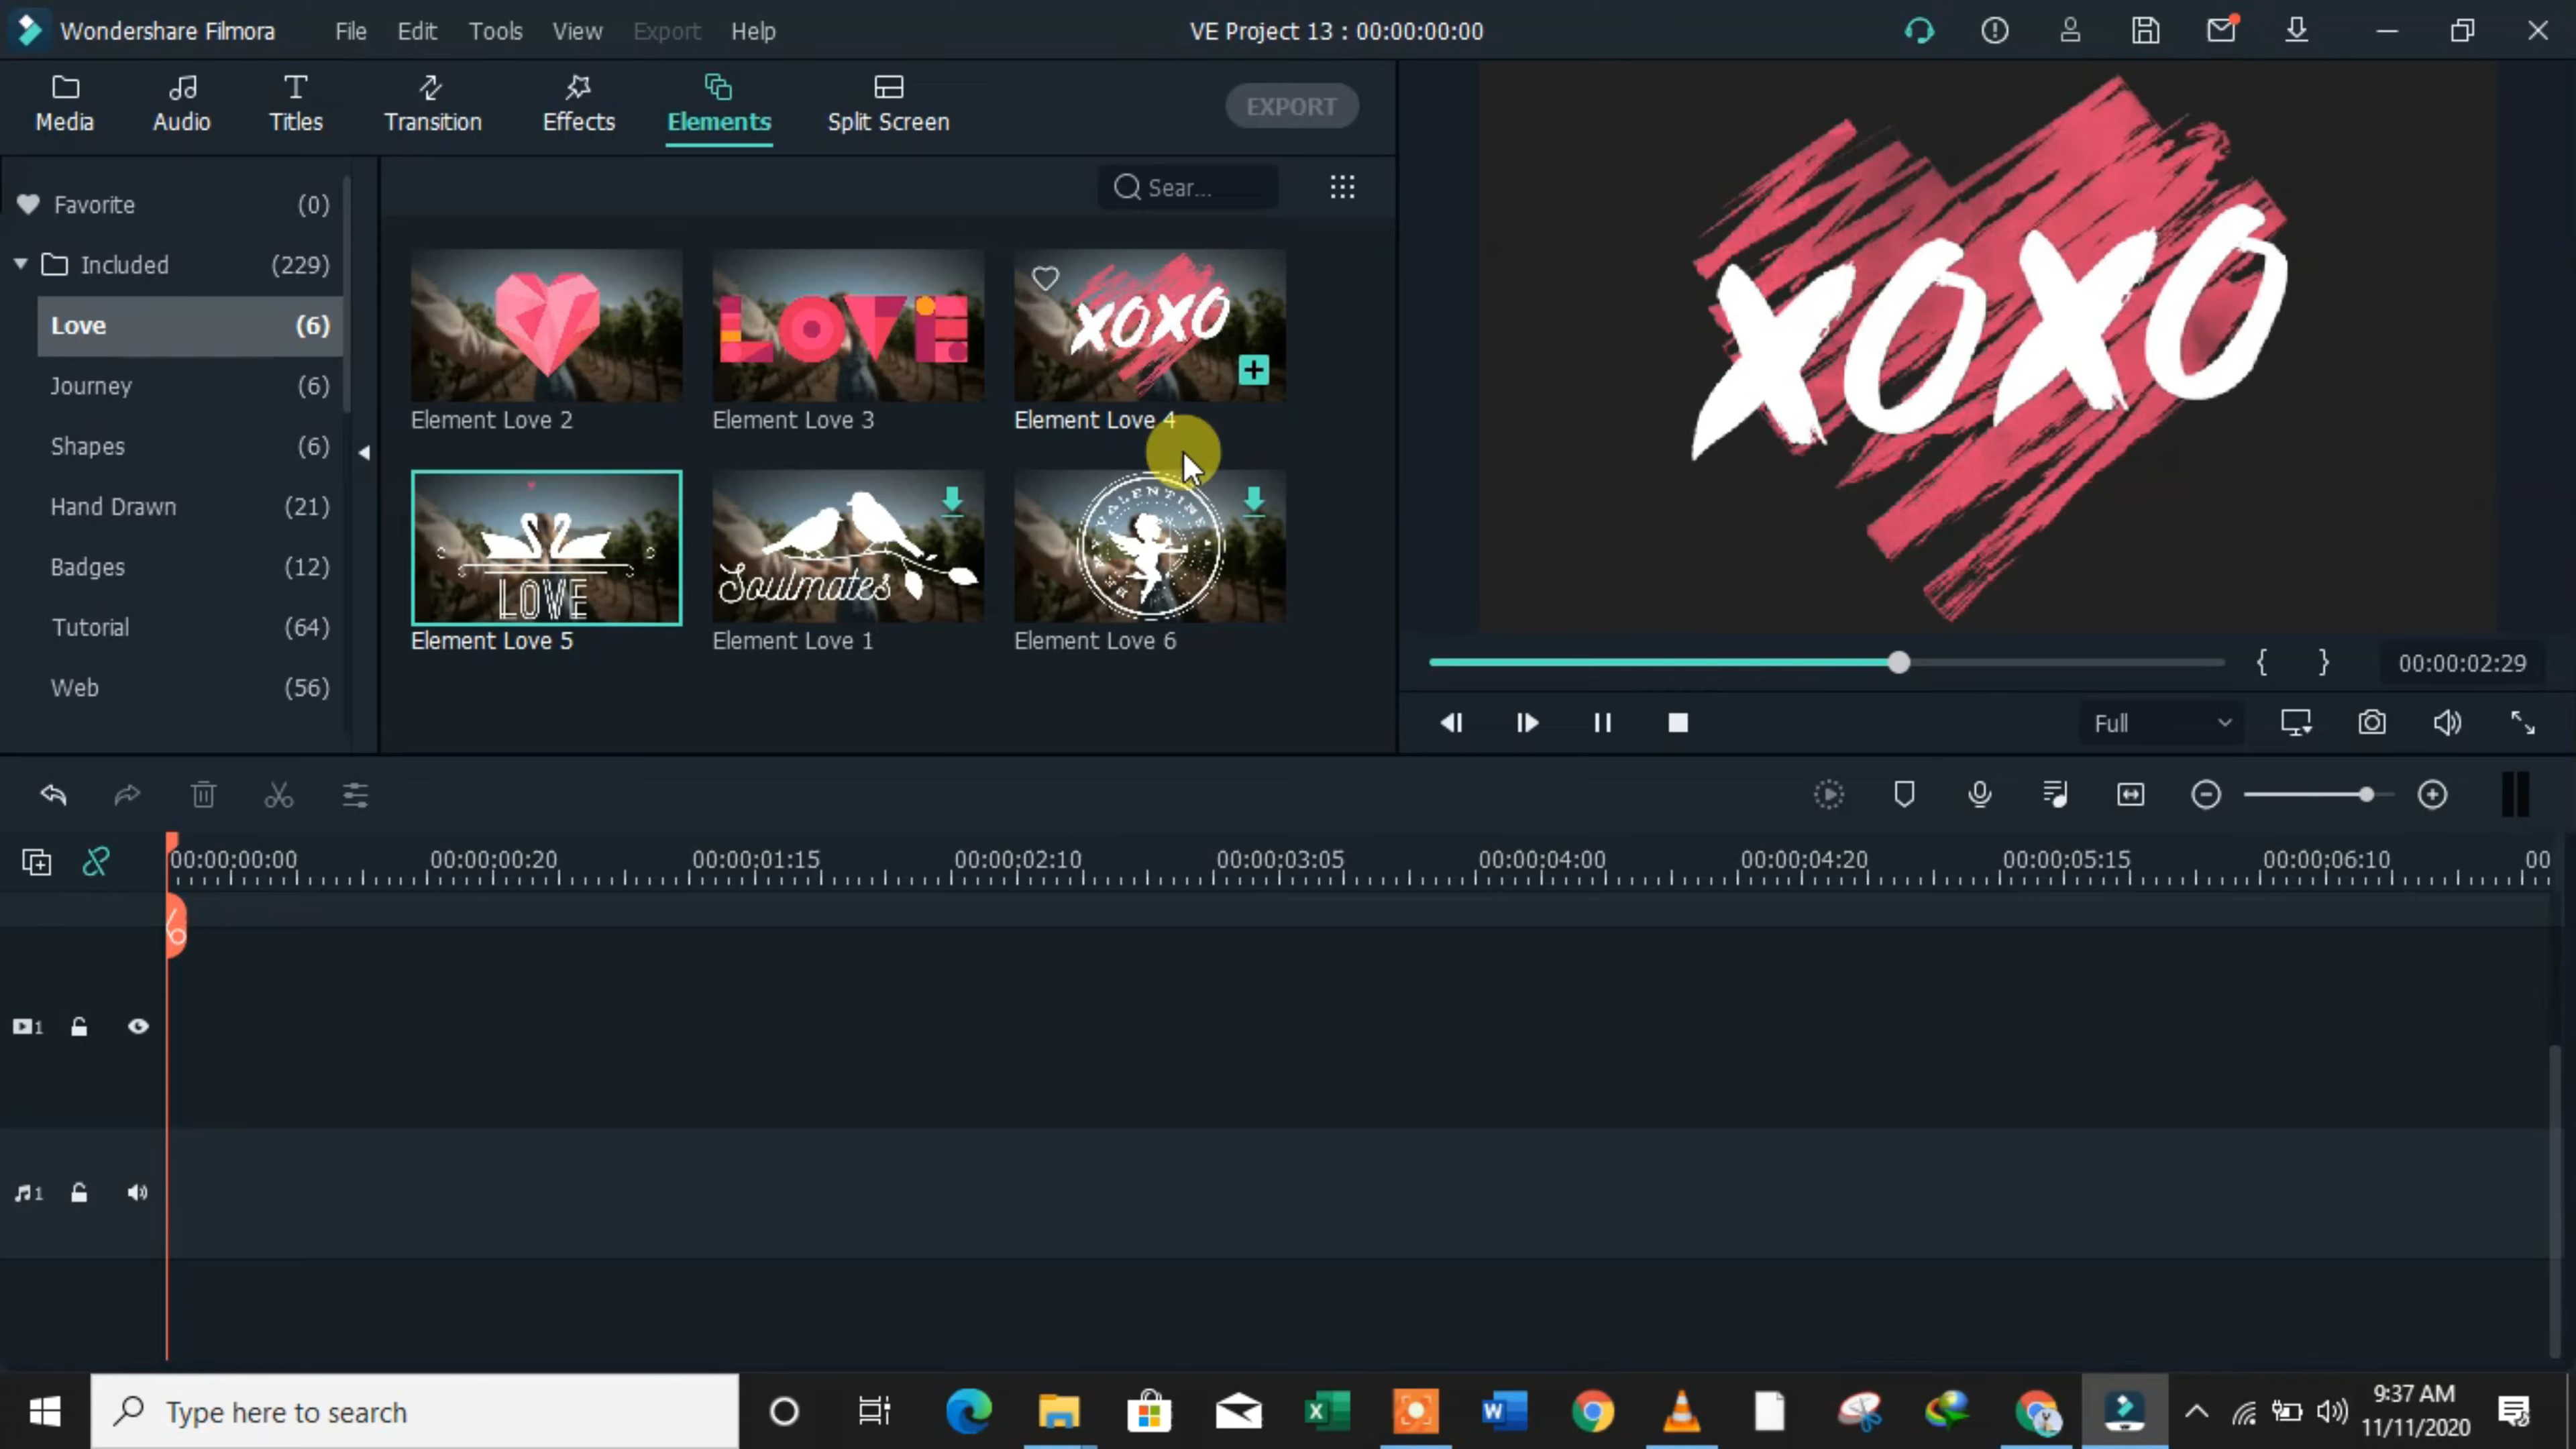 Wondershare Filmora File Edit Tools View Export Help VE Project 13 : 00:00:00:00
Media Audio Titles Transition Effects Elements Split Screen EXPORT
Favorite (0)
Sear...
Included (229)
Love (6)
Journey (6)
Shapes (6)
Hand Drawn (21)
Badges (12)
Tutorial (64)
Web (56)
LOVE
XOXO
Element Love 2 Element Love 3 Element Love 4
LOVE
Soulmates
VALENTINE
Element Love 5 Element Love 1 Element Love 6
XOXO
{ } 00:00:02:29
Full
00:00:00:00 00:00:00:20 00:00:01:15 00:00:02:10 00:00:03:05 00:00:04:00 00:00:04:20 00:00:05:15 00:00:06:10 00
1
1
Type here to search
9:37 AM
11/11/2020